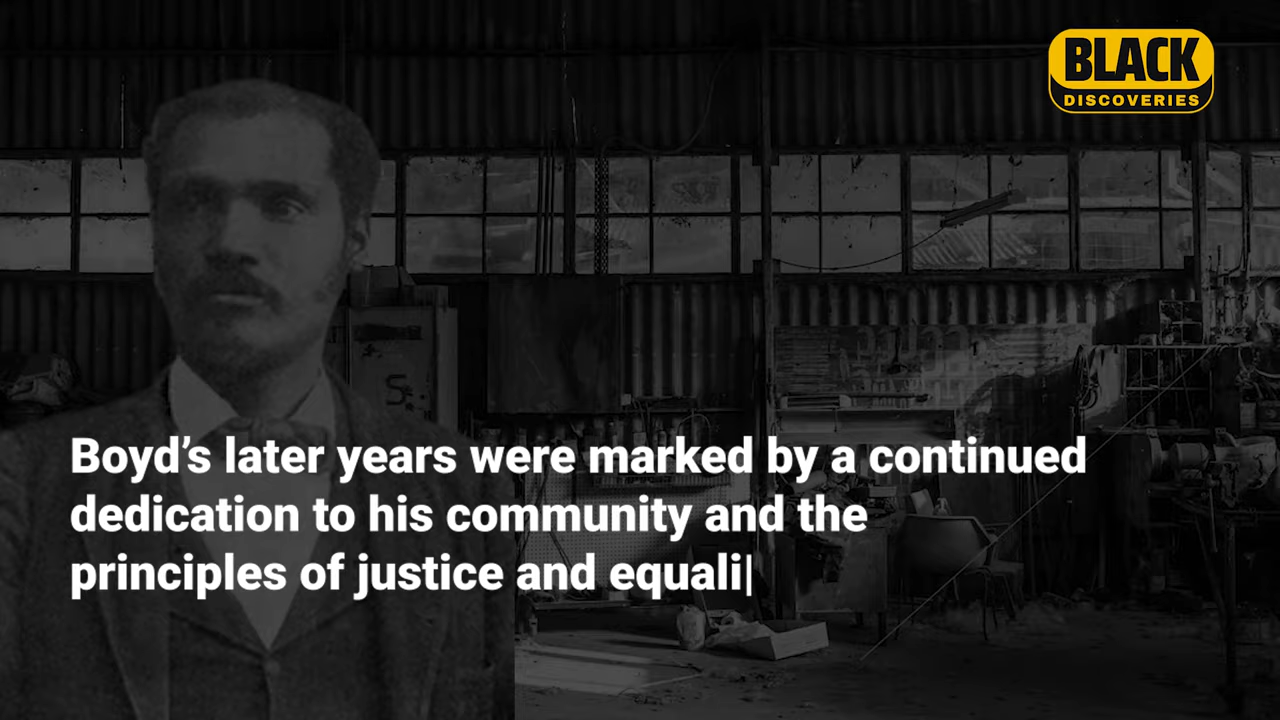 BLACK
DISCOVERIES
Boyd’s later years were marked by a continued
dedication to his community and the
principles of justice and equali|